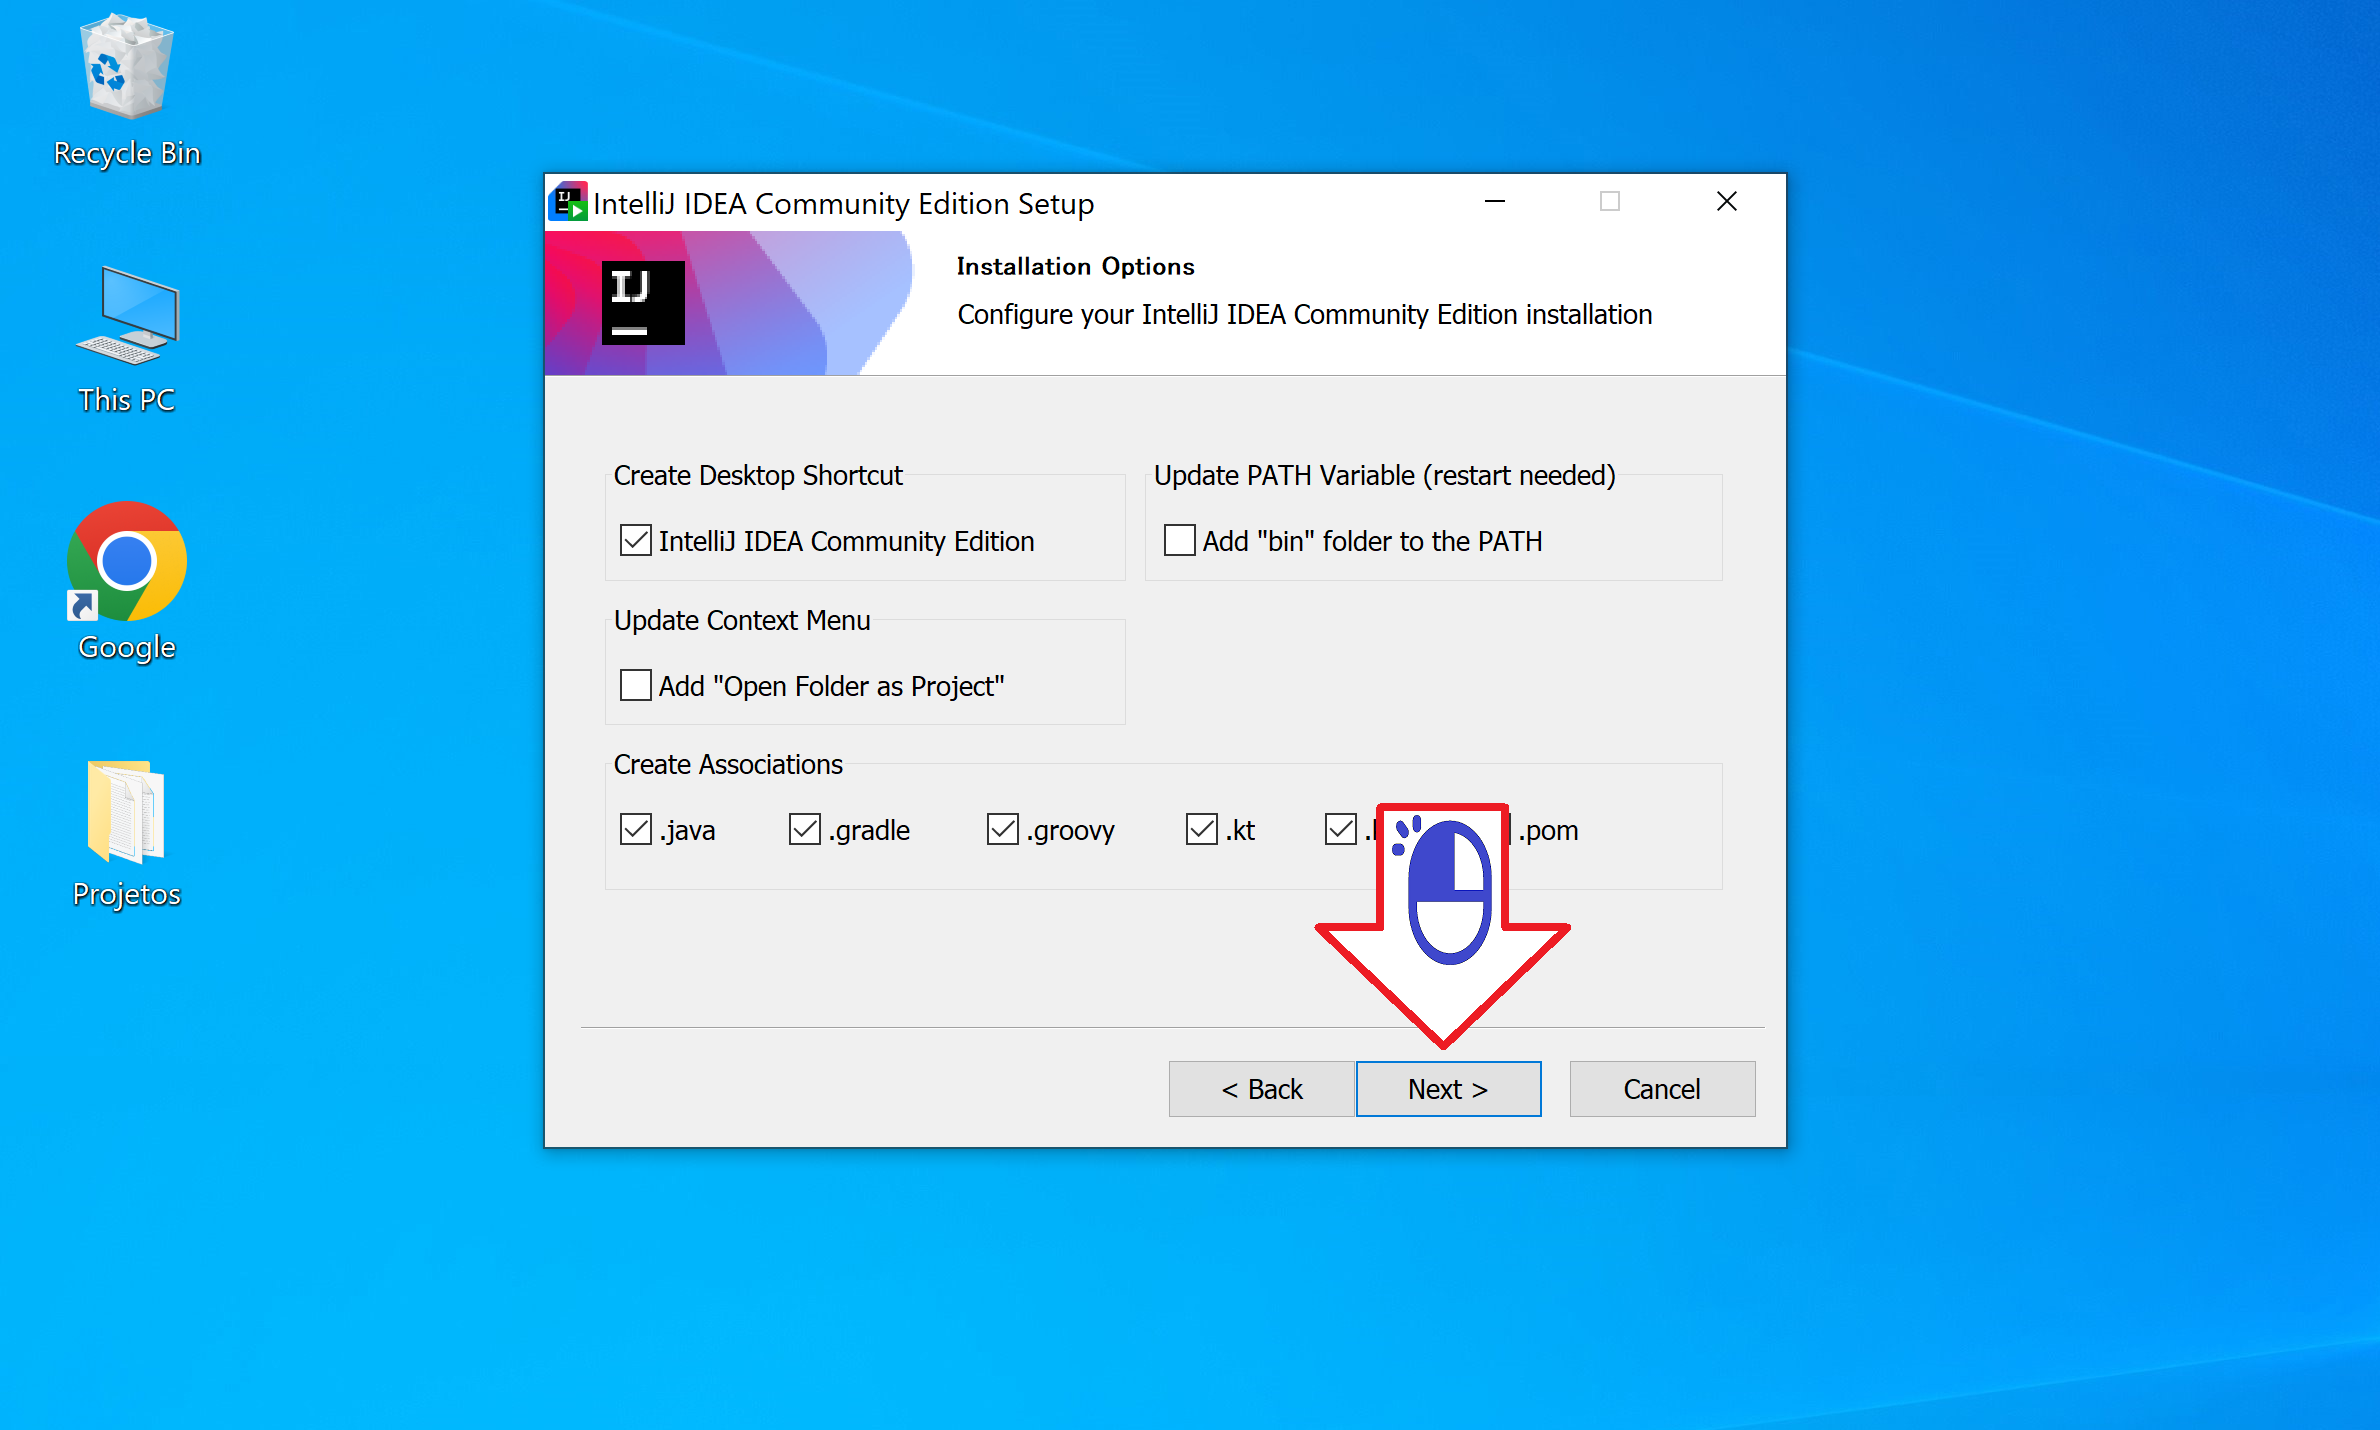 Recycle Bin
This PC
Google
Projetos
IntelliJ IDEA Community Edition Setup
IJ
Installation Options
Configure your IntelliJ IDEA Community Edition installation
Create Desktop Shortcut
IntelliJ IDEA Community Edition
Update PATH Variable (restart needed)
Add "bin" folder to the PATH
Update Context Menu
Add "Open Folder as Project"
Create Associations
.java .gradle .groovy .kt .pom
< Back Next > Cancel